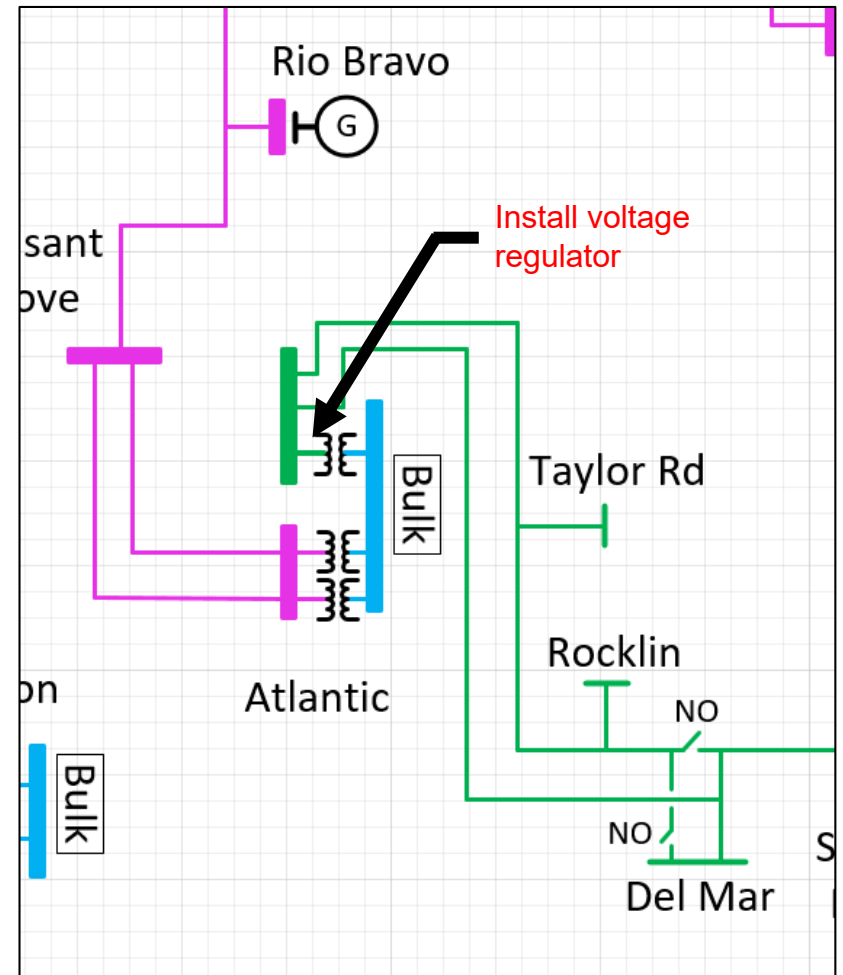 Rio Bravo
G
Install voltage
regulator
sant
ove
Bulk
Taylor Rd
Rocklin
on
Atlantic
NO
Bulk
NO
S
Del Mar